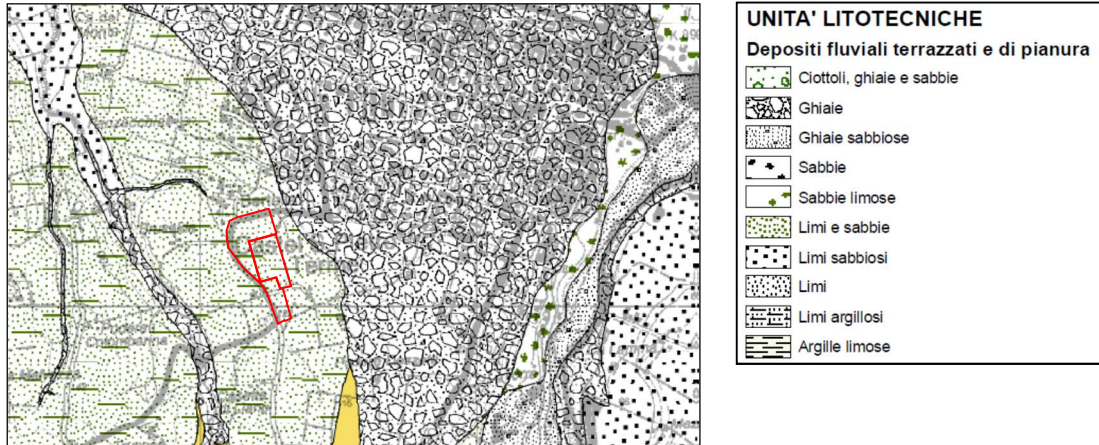 UNITA' LITOTECNICHE
Depositi fluviali terrazzati e di pianura
Ciottoli, ghiaie e sabbie
Ghiaie
Ghiaie sabbiose
Sabbie
Sabbie limose
Limi e sabbie
Limi sabbiosi
Limi
Limi argillosi
Argille limose